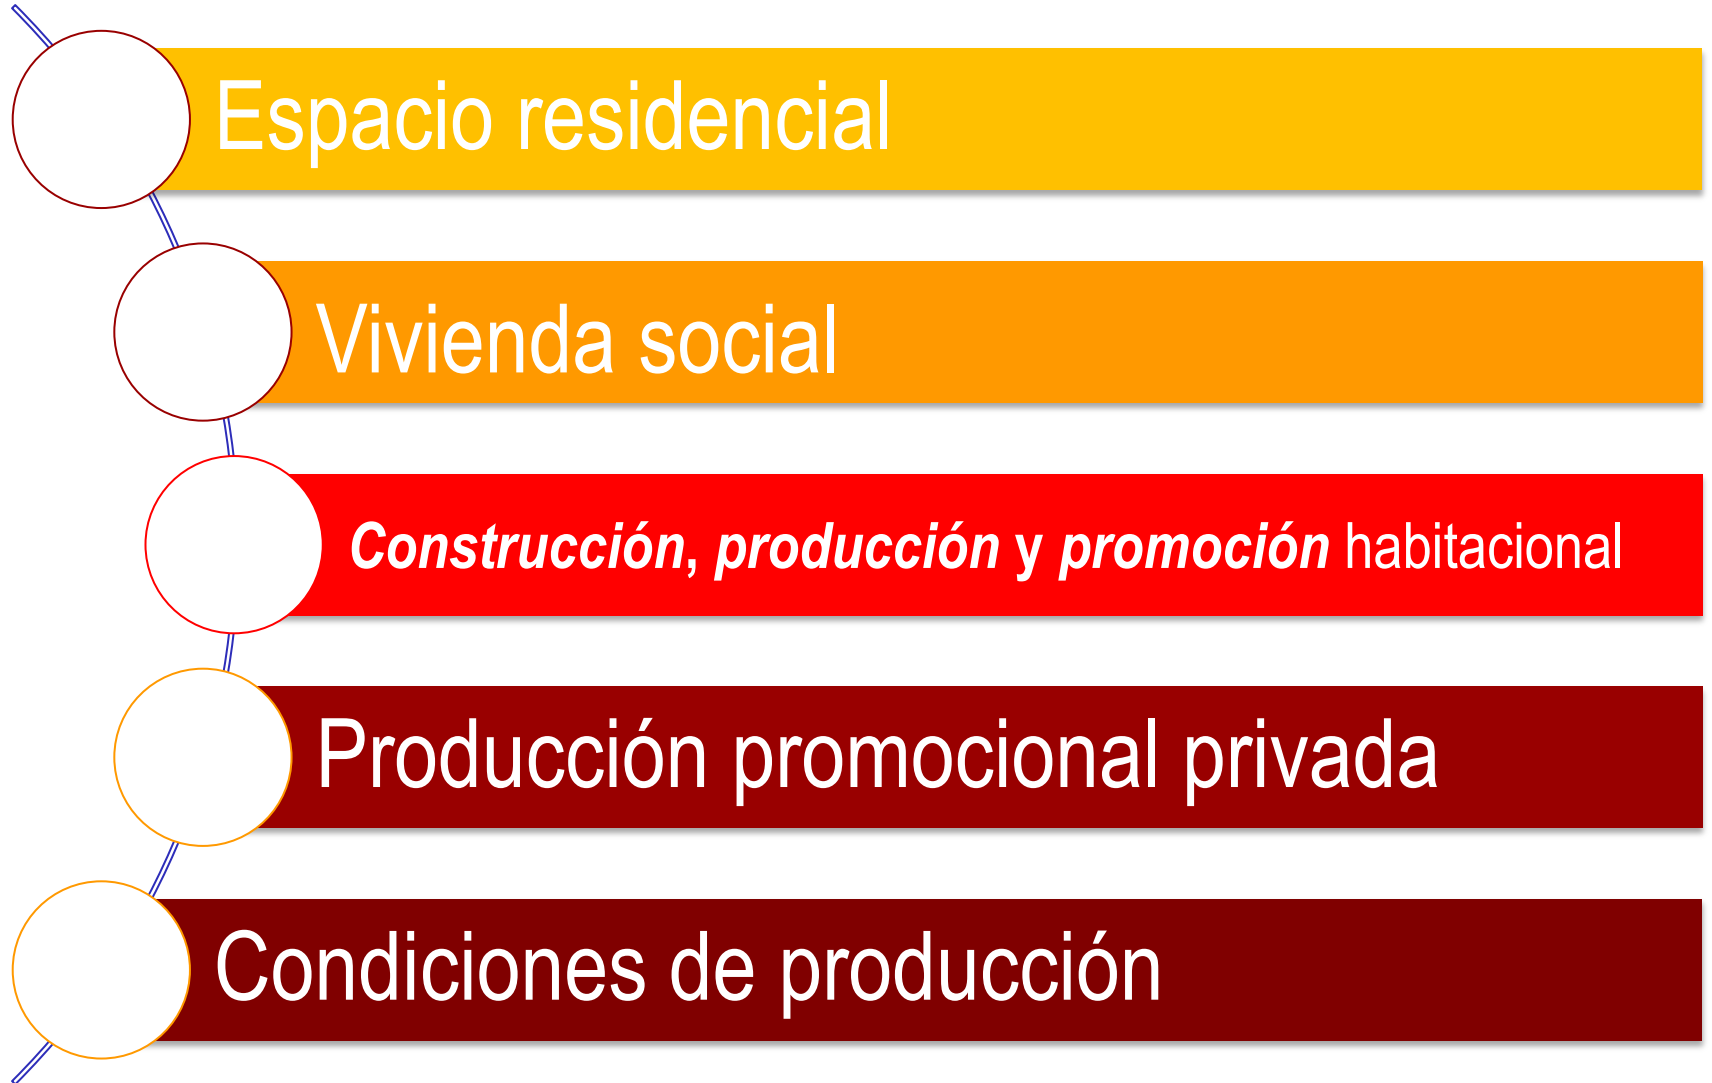 Espacio residencial
Vivienda social
Construcción, producción y promoción habitacional
Producción promocional privada
Condiciones de producción